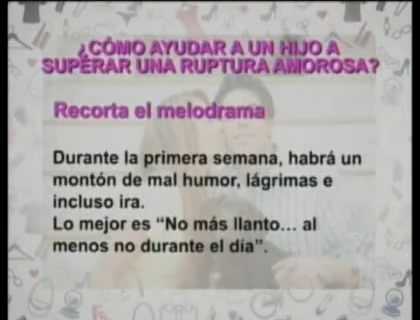 ¿CÓMO AYUDAR A UN HIJO A
SUPERAR UNA RUPTURA AMOROSA?
Recorta el melodrama
Durante la primera semana, habrá un
montón de mal humor, lágrimas e
incluso ira.
Lo mejor es “No más llanto... al
menos no durante el día”.